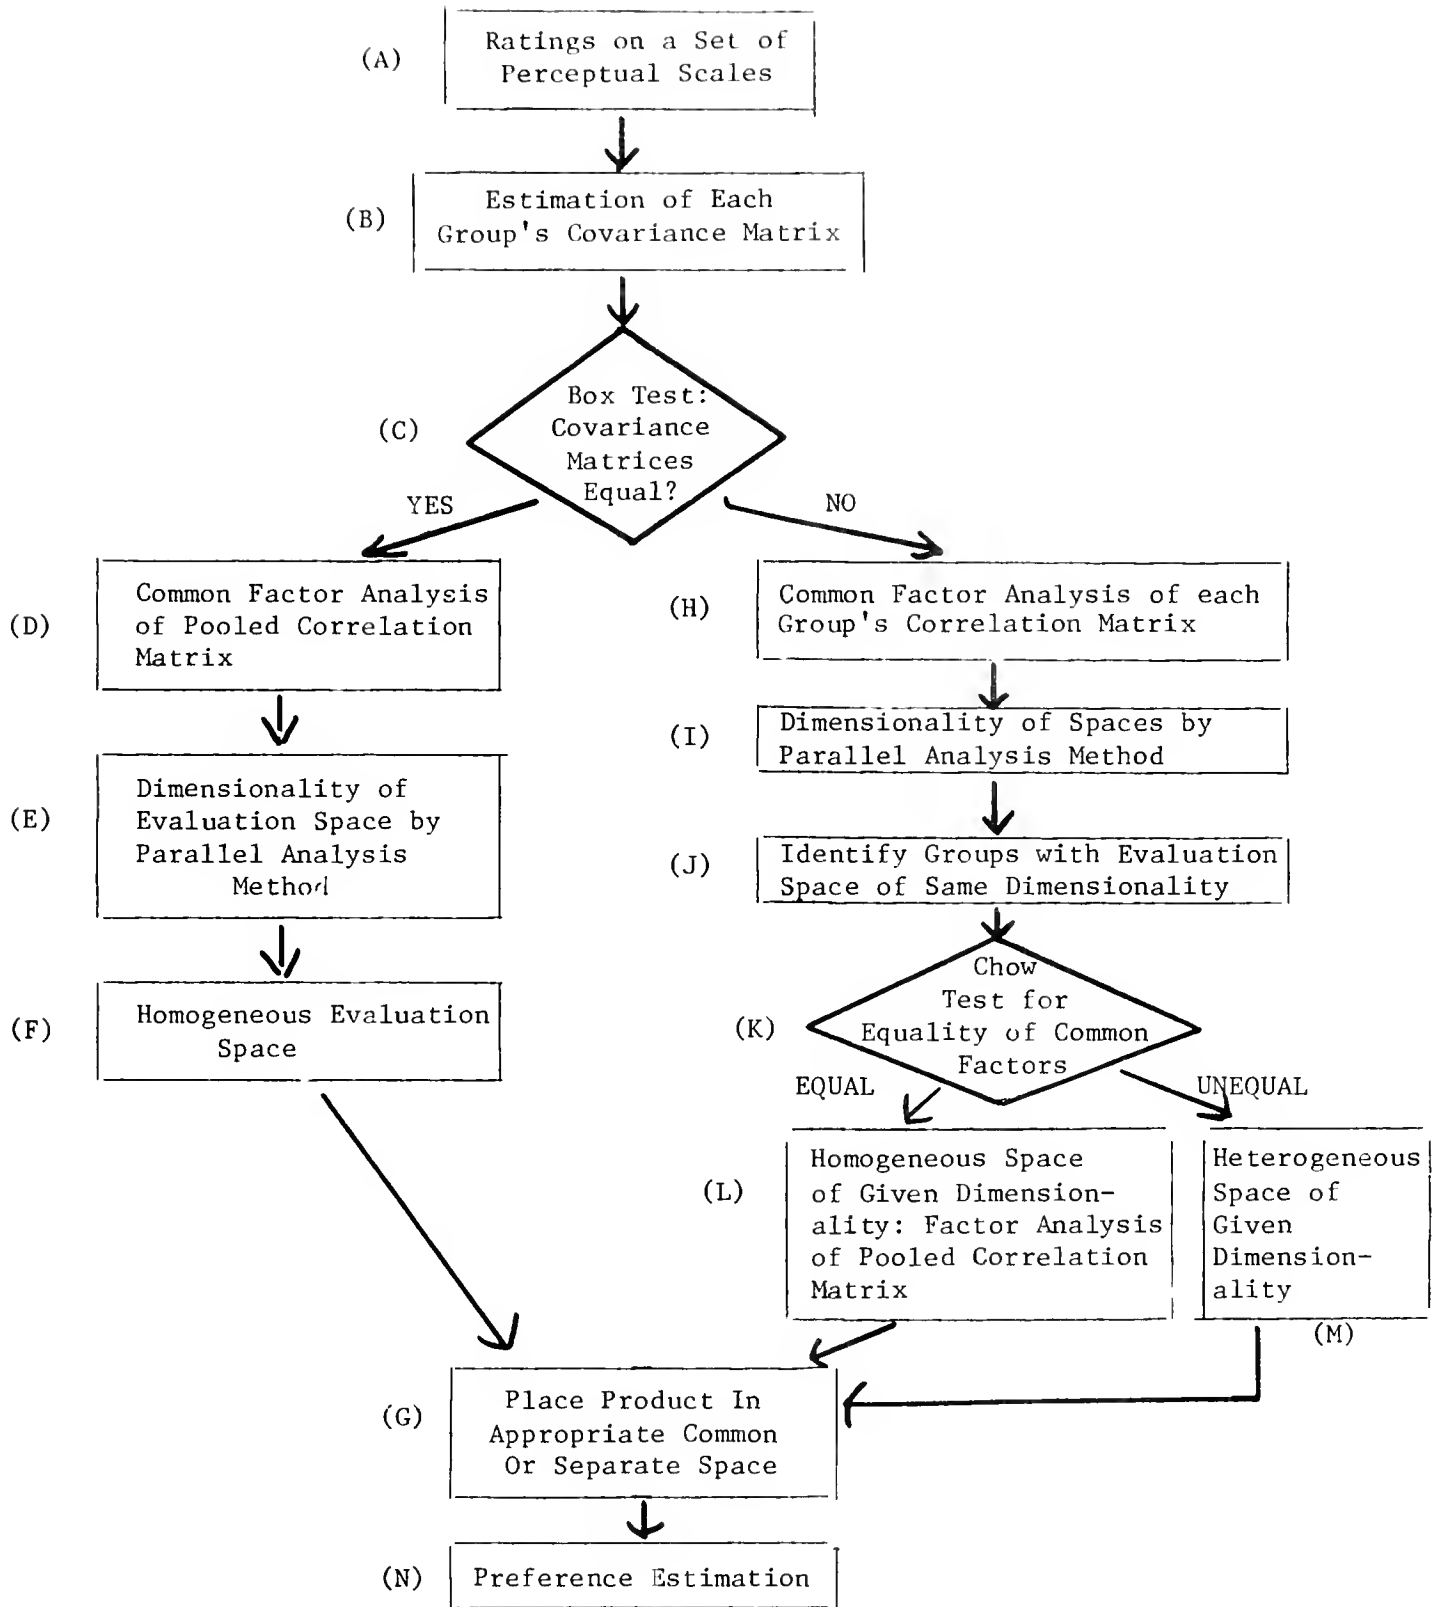 (A)
Ratings on a Set of
Perceptual Scales
(B)
Estimation of Each
Group's Covariance Matrix
(C)
Box Test:
Covariance
Matrices
Equal?
YES
NO
(D)
Common Factor Analysis
of Pooled Correlation
Matrix
(H)
Common Factor Analysis of each
Group's Correlation Matrix
(I)
Dimensionality of Spaces by
Parallel Analysis Method
(E)
Dimensionality of
Evaluation Space by
Parallel Analysis
Method
(J)
Identify Groups with Evaluation
Space of Same Dimensionality
(F)
Homogeneous Evaluation
Space
(K)
Chow
Test for
Equality of Common
Factors
EQUAL
UNEQUAL
(L)
Homogeneous Space
of Given Dimension-
ality: Factor Analysis
of Pooled Correlation
Matrix
Heterogeneous
Space of
Given
Dimension-
ality
(M)
(G)
Place Product In
Appropriate Common
Or Separate Space
(N)
Preference Estimation